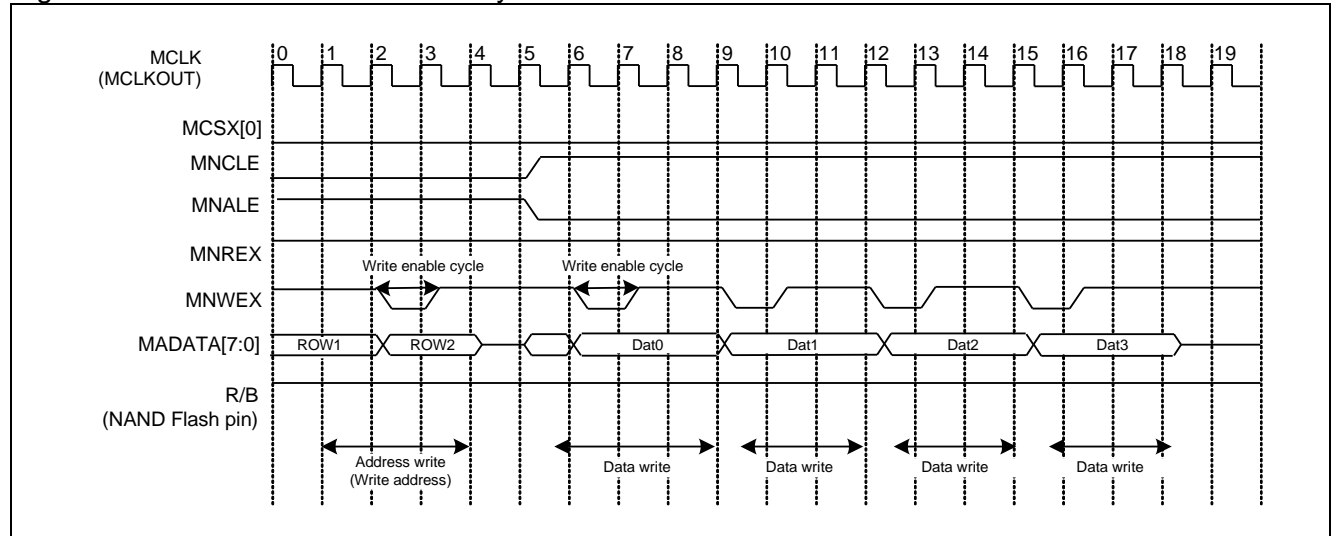 MCLK
(MCLKOUT)
0 1 2 3 4 5 6 7 8 9 10 11 12 13 14 15 16 17 18 19
MCSX[0]
MNCLE
MNALE
MNREX
Write enable cycle Write enable cycle
MNWEX
MADATA[7:0] ROW1 ROW2 Dat0 Dat1 Dat2 Dat3
R/B
(NAND Flash pin)
Address write Data write Data write Data write Data write
(Write address)